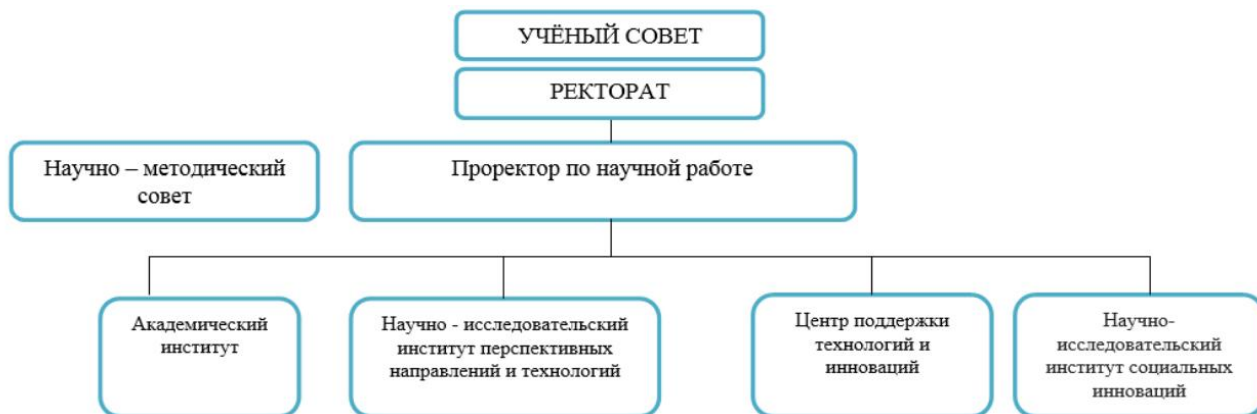 УЧЁНЫЙ СОВЕТ
РЕКТОРАТ
Научно – методический
совет
Проректор по научной работе
Академический
институт
Научно - исследовательский
институт перспективных
направлений и технологий
Центр поддержки
технологий и
инноваций
Научно-
исследовательский
институт социальных
инноваций